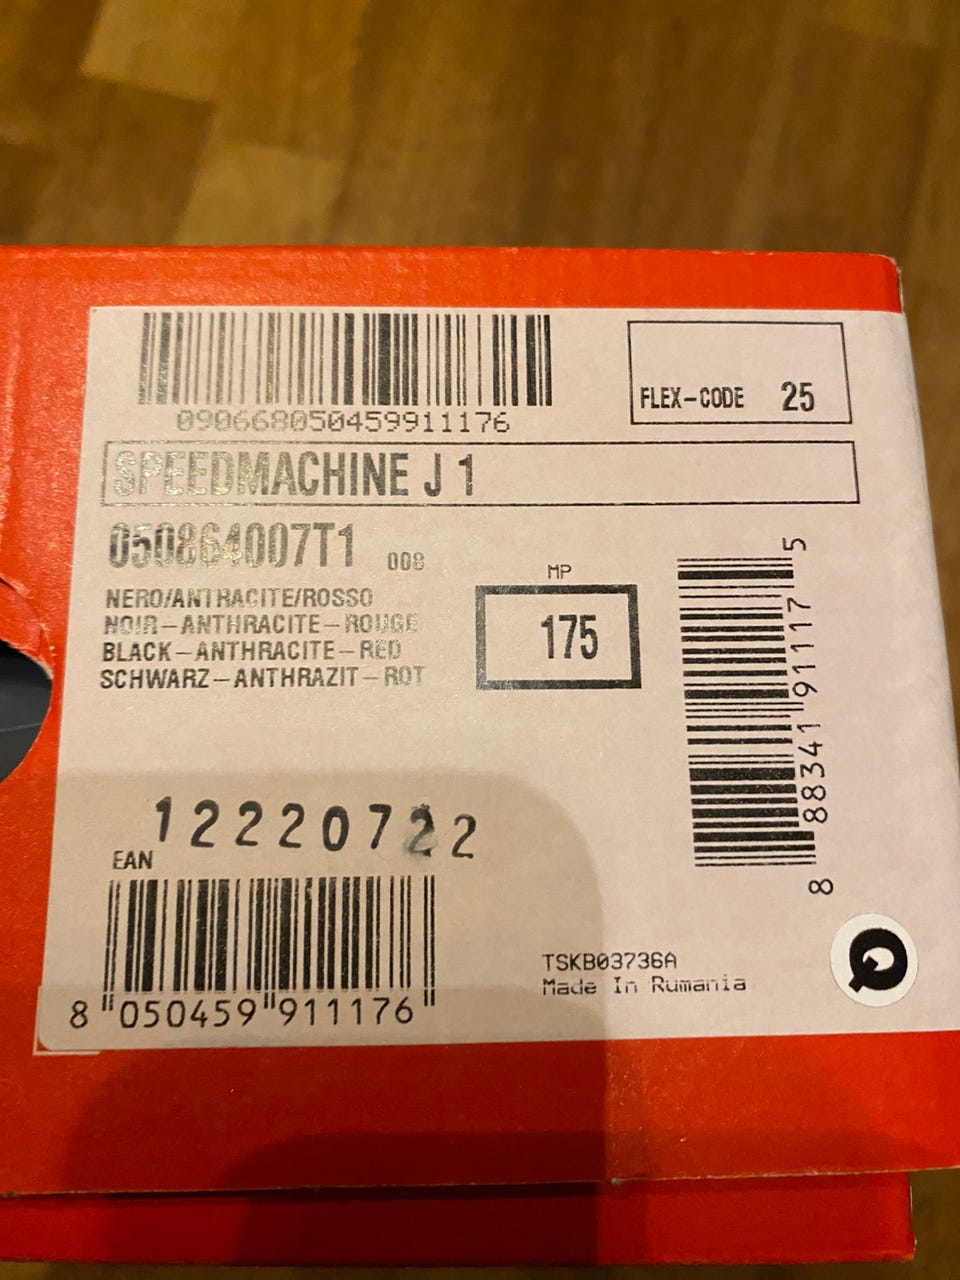 090668050459911176
FLEX-CODE 25
SPEEDMACHINE J 1
050864007T1 008
NERO/ANTRACITE/ROSSO
NOIR-ANTHRACITE-ROUGE
BLACK-ANTHRACITE-RED
SCHWARZ-ANTHRAZIT-ROT
MP
175
8 88341 91117 5
12220722
EAN
8 050459 911176
TSKB03736A
Made In Rumania
Q